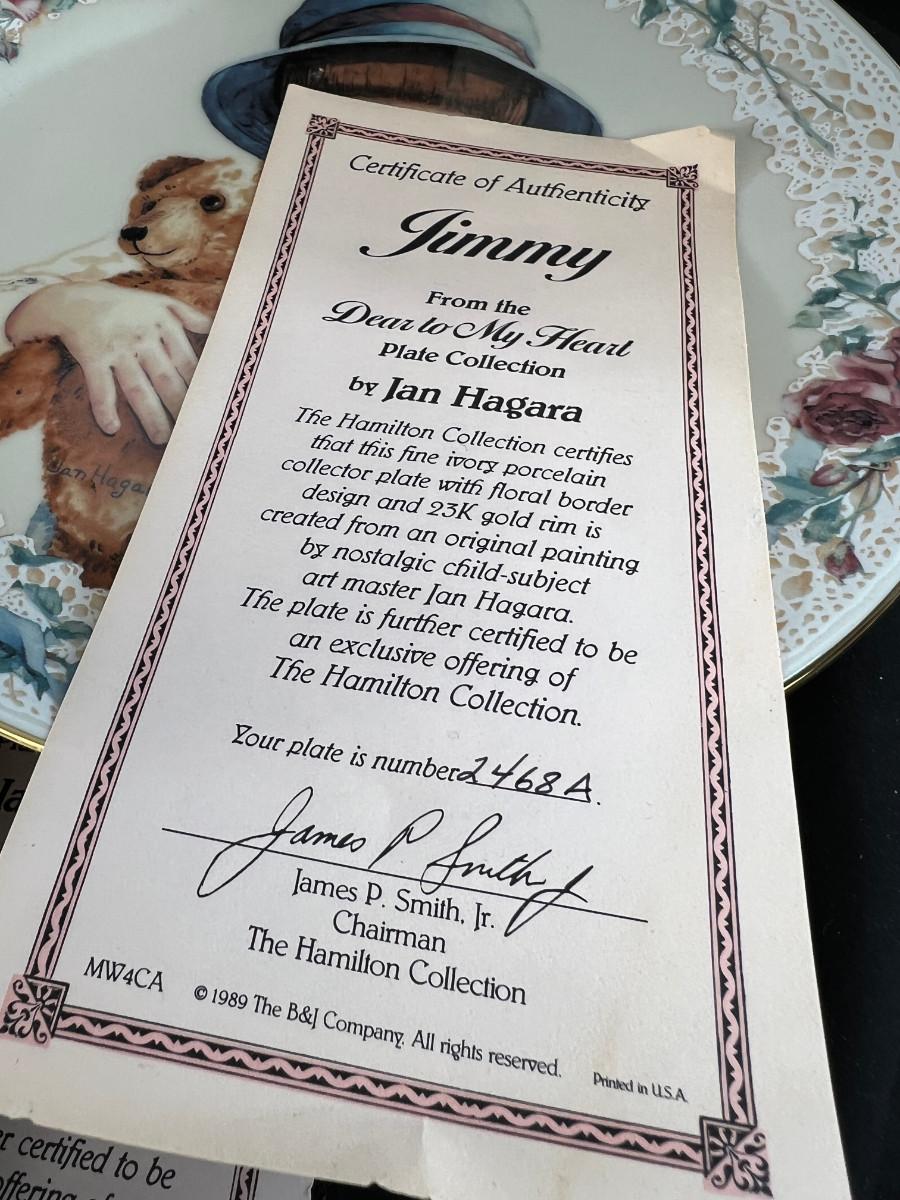 Certificate of Authenticity
Jimmy
From the
Dear to My Heart
Plate Collection
by Jan Hagara
The Hamilton Collection certifies
that this fine ivory porcelain
collector plate with floral border
design and 23K gold rim is
created from an original painting
by nostalgic child-subject
art master Jan Hagara.
The plate is further certified to be
an exclusive offering of
The Hamilton Collection.
Your plate is number 2468A.
James P Smith Jr
James P. Smith, Jr.
Chairman
The Hamilton Collection
MW4CA
© 1989 The B&J Company. All rights reserved.
Printed in U.S.A.
Jan Haga
certified to be